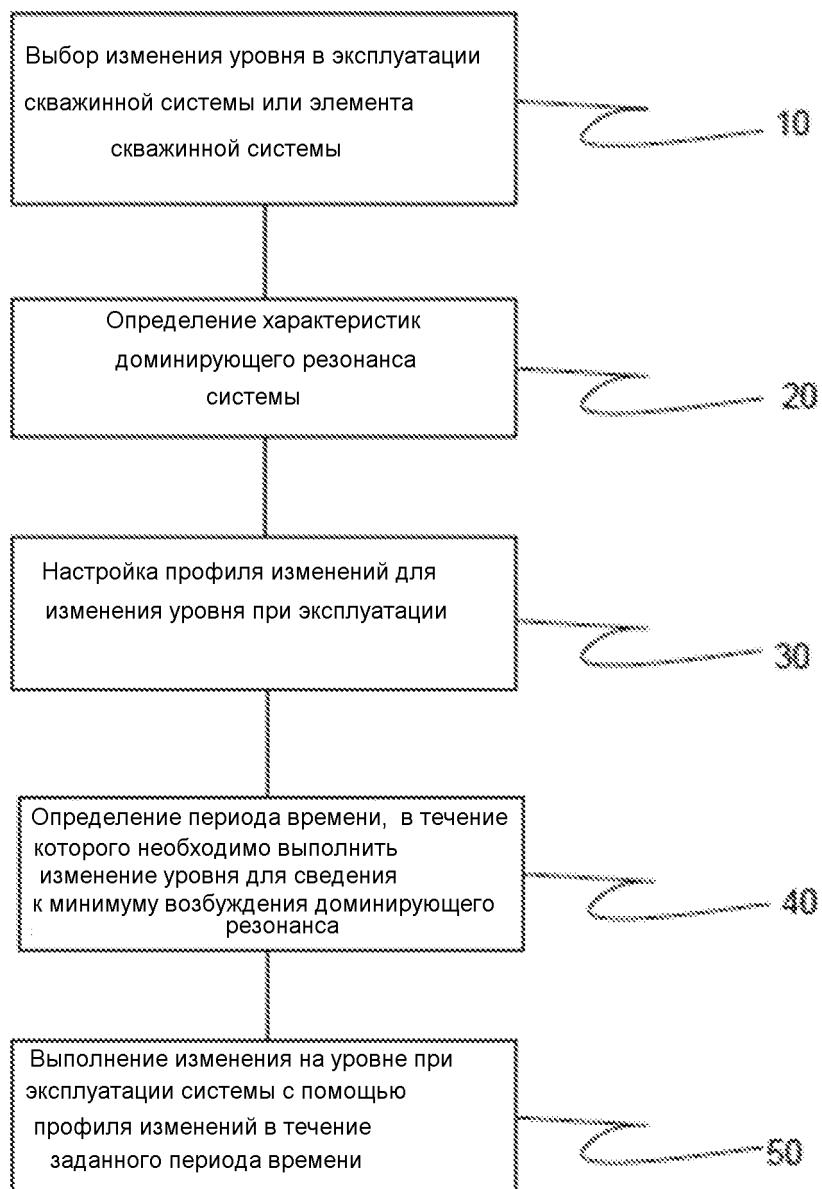 Выбор изменения уровня в эксплуатации
скважинной системы или элемента
скважинной системы
10
Определение характеристик
доминирующего резонанса
системы
20
Настройка профиля изменений для
изменения уровня при эксплуатации
30
Определение периода времени, в течение
которого необходимо выполнить
изменение уровня для сведения
к минимуму возбуждения доминирующего
резонанса
40
Выполнение изменения на уровне при
эксплуатации системы с помощью
профиля изменений в течение
заданного периода времени
50